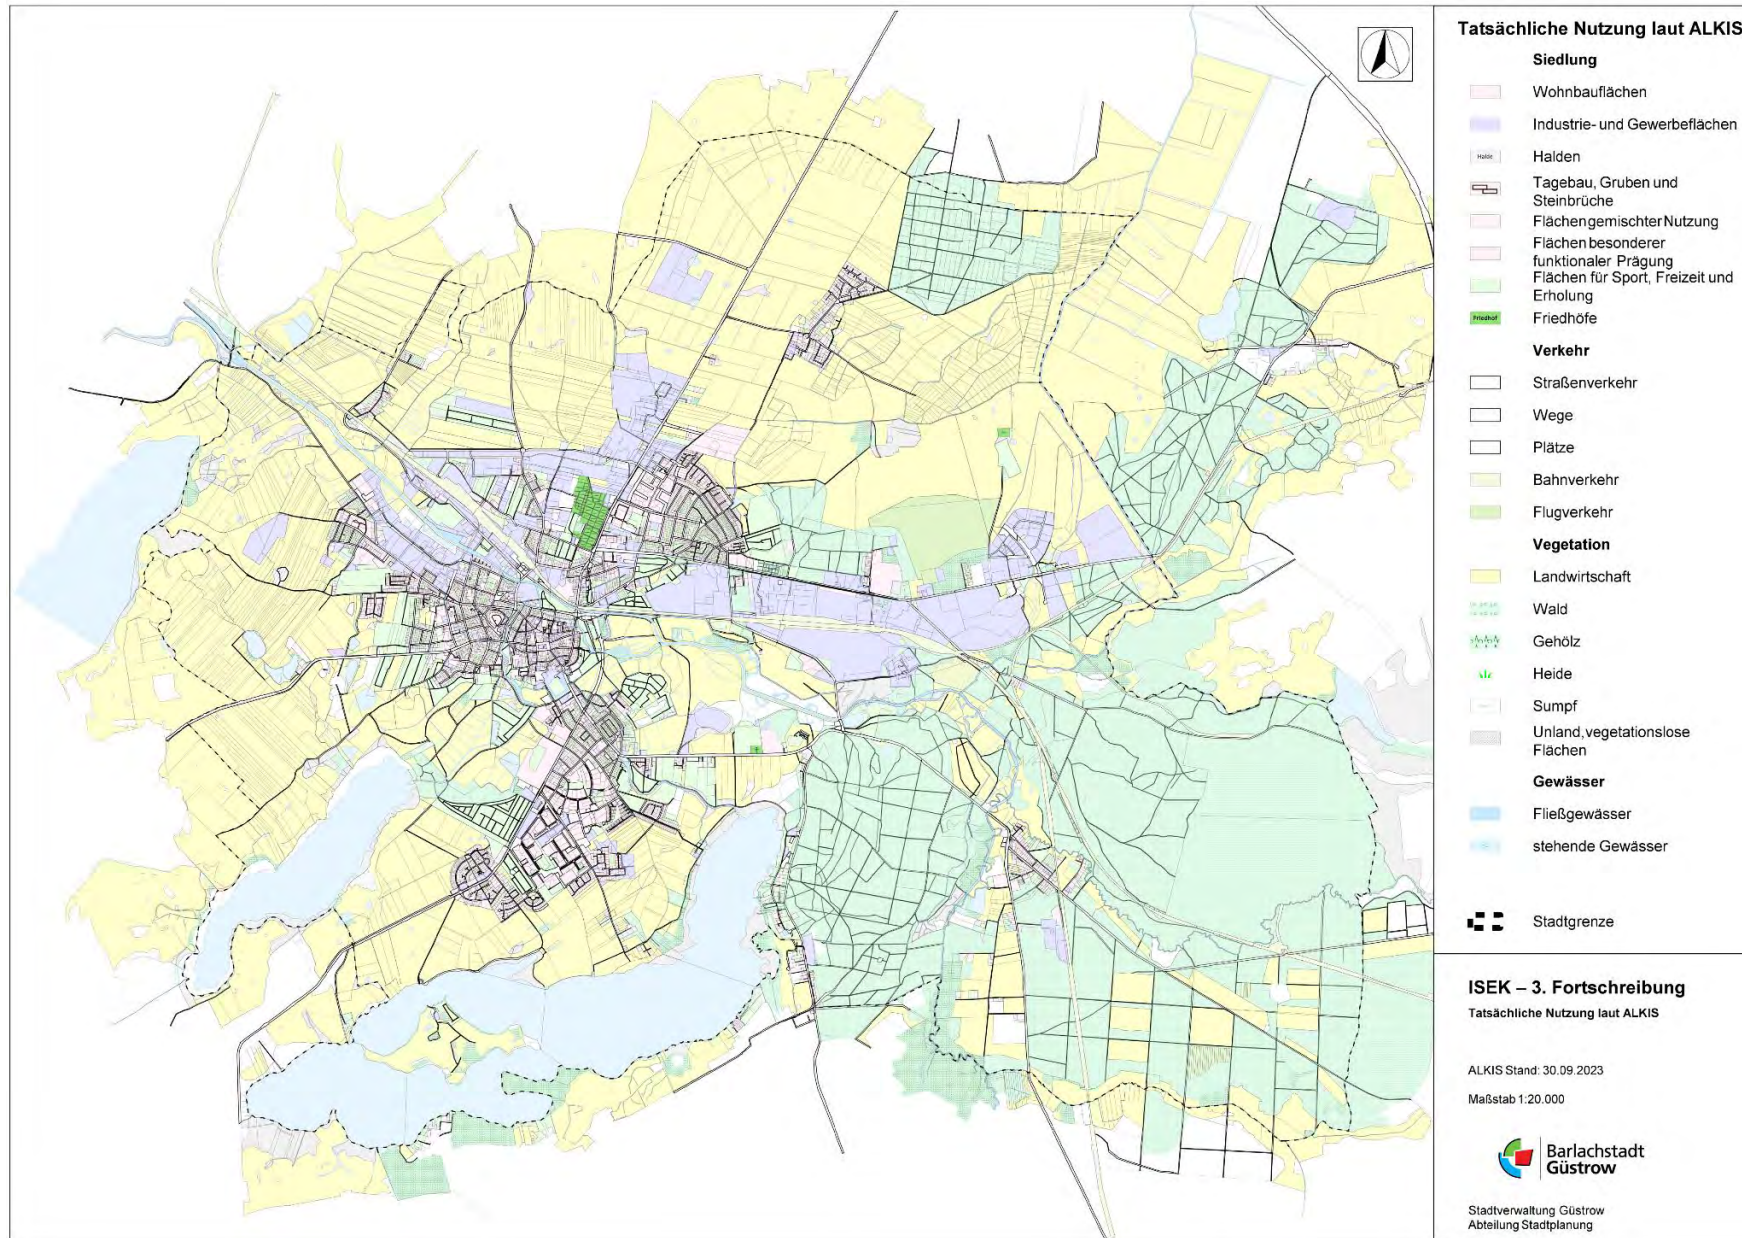 Tatsächliche Nutzung laut ALKIS
Siedlung
Wohnbauflächen
Industrie- und Gewerbeflächen
Halde
Halden
Tagebau, Gruben und
Steinbrüche
Flächen gemischter Nutzung
Flächen besonderer
funktionaler Prägung
Flächen für Sport, Freizeit und
Erholung
Friedhof
Friedhöfe
Verkehr
Straßenverkehr
Wege
Plätze
Bahnverkehr
Flugverkehr
Vegetation
Landwirtschaft
Wald
Gehölz
Heide
Sumpf
Unland, vegetationslose
Flächen
Gewässer
Fließgewässer
stehende Gewässer
Stadtgrenze
ISEK – 3. Fortschreibung
Tatsächliche Nutzung laut ALKIS
ALKIS Stand: 30.09.2023
Maßstab 1:20.000
Barlachstadt
Güstrow
Stadtverwaltung Güstrow
Abteilung Stadtplanung